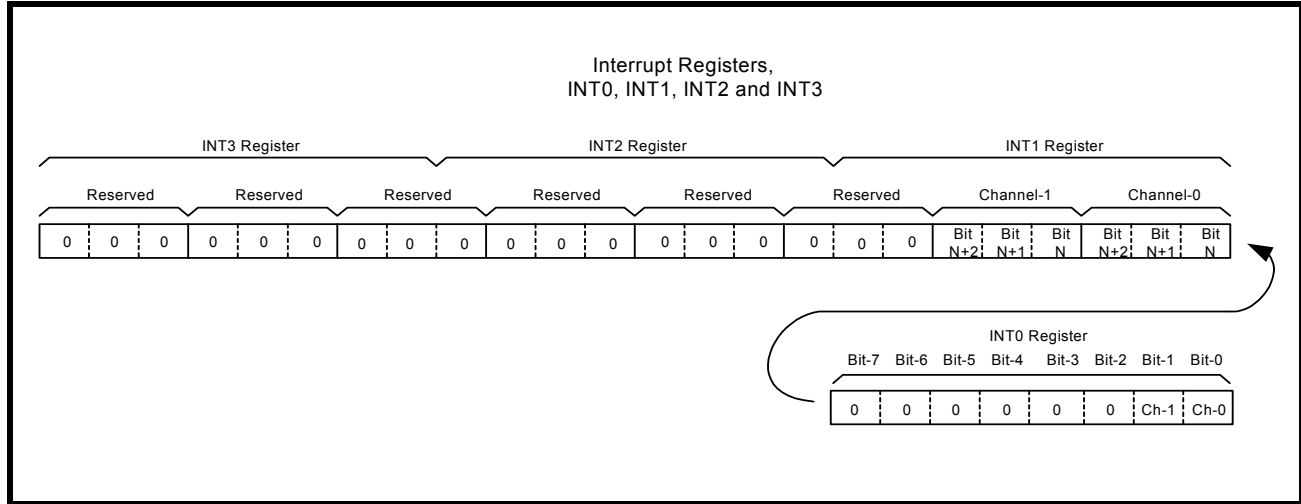 Interrupt Registers,
INT0, INT1, INT2 and INT3
INT3 Register INT2 Register INT1 Register
Reserved Reserved Reserved Reserved Reserved Reserved Channel-1 Channel-0
0 0 0 0 0 0 0 0 0 0 0 0 0 0 0 0 0 0 Bit Bit Bit Bit Bit Bit
N+2 N+1 N N+2 N+1 N
INT0 Register
Bit-7 Bit-6 Bit-5 Bit-4 Bit-3 Bit-2 Bit-1 Bit-0
0 0 0 0 0 0 Ch-1 Ch-0